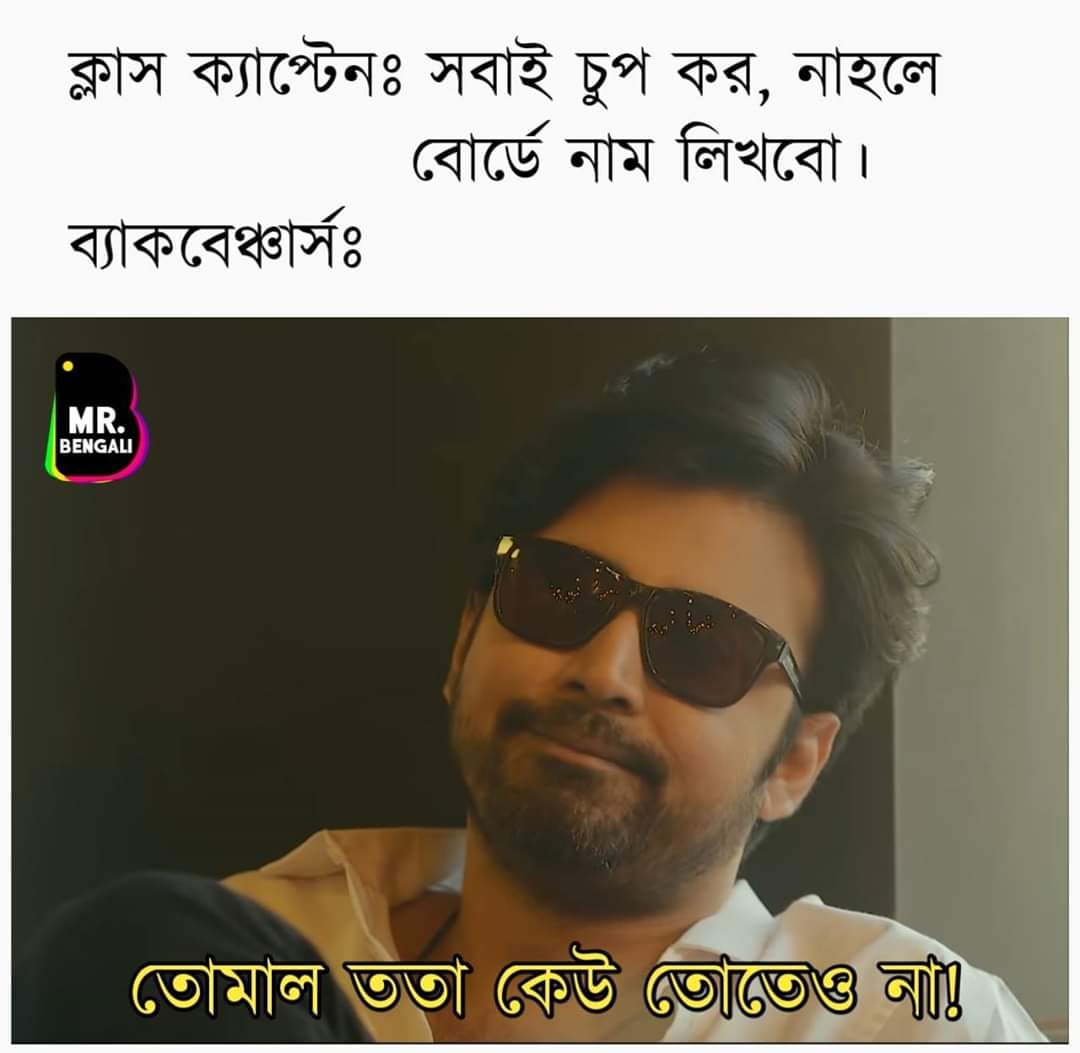 ক্লাস ক্যাপ্টেনঃ সবাই চুপ কর, নাহলে
বোর্ডে নাম লিখবো।
ব্যাকবেঞ্চার্সঃ
MR.
BENGALI
তোমাল ততা কেউ তোতেও না!